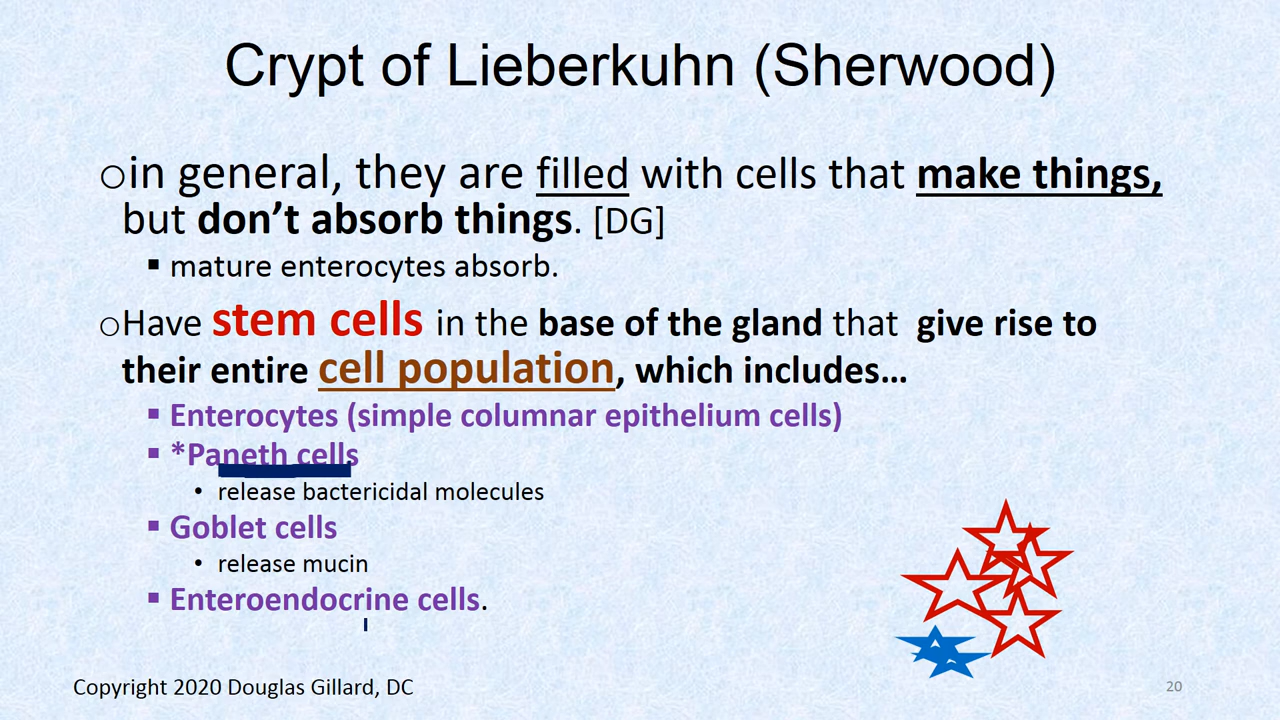 Crypt of Lieberkuhn (Sherwood)
in general, they are filled with cells that make things,
but don’t absorb things. [DG]
mature enterocytes absorb.
Have stem cells in the base of the gland that give rise to
their entire cell population, which includes…
Enterocytes (simple columnar epithelium cells)
*Paneth cells
release bactericidal molecules
Goblet cells
release mucin
Enteroendocrine cells.
Copyright 2020 Douglas Gillard, DC
20